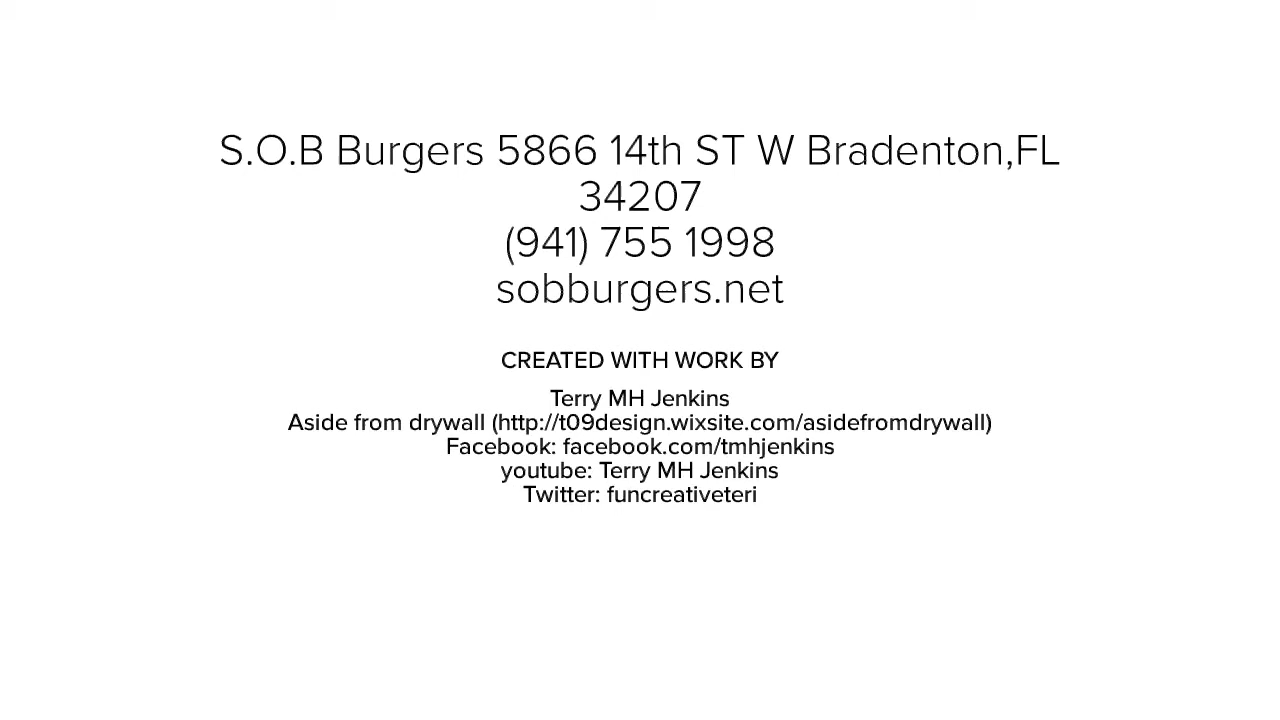 S.O.B Burgers 5866 14th ST W Bradenton,FL
34207
(941) 755 1998
sobburgers.net
CREATED WITH WORK BY
Terry MH Jenkins
Aside from drywall (http://t09design.wixsite.com/asidefromdrywall)
Facebook: facebook.com/tmhjenkins
youtube: Terry MH Jenkins
Twitter: funcreativeteri